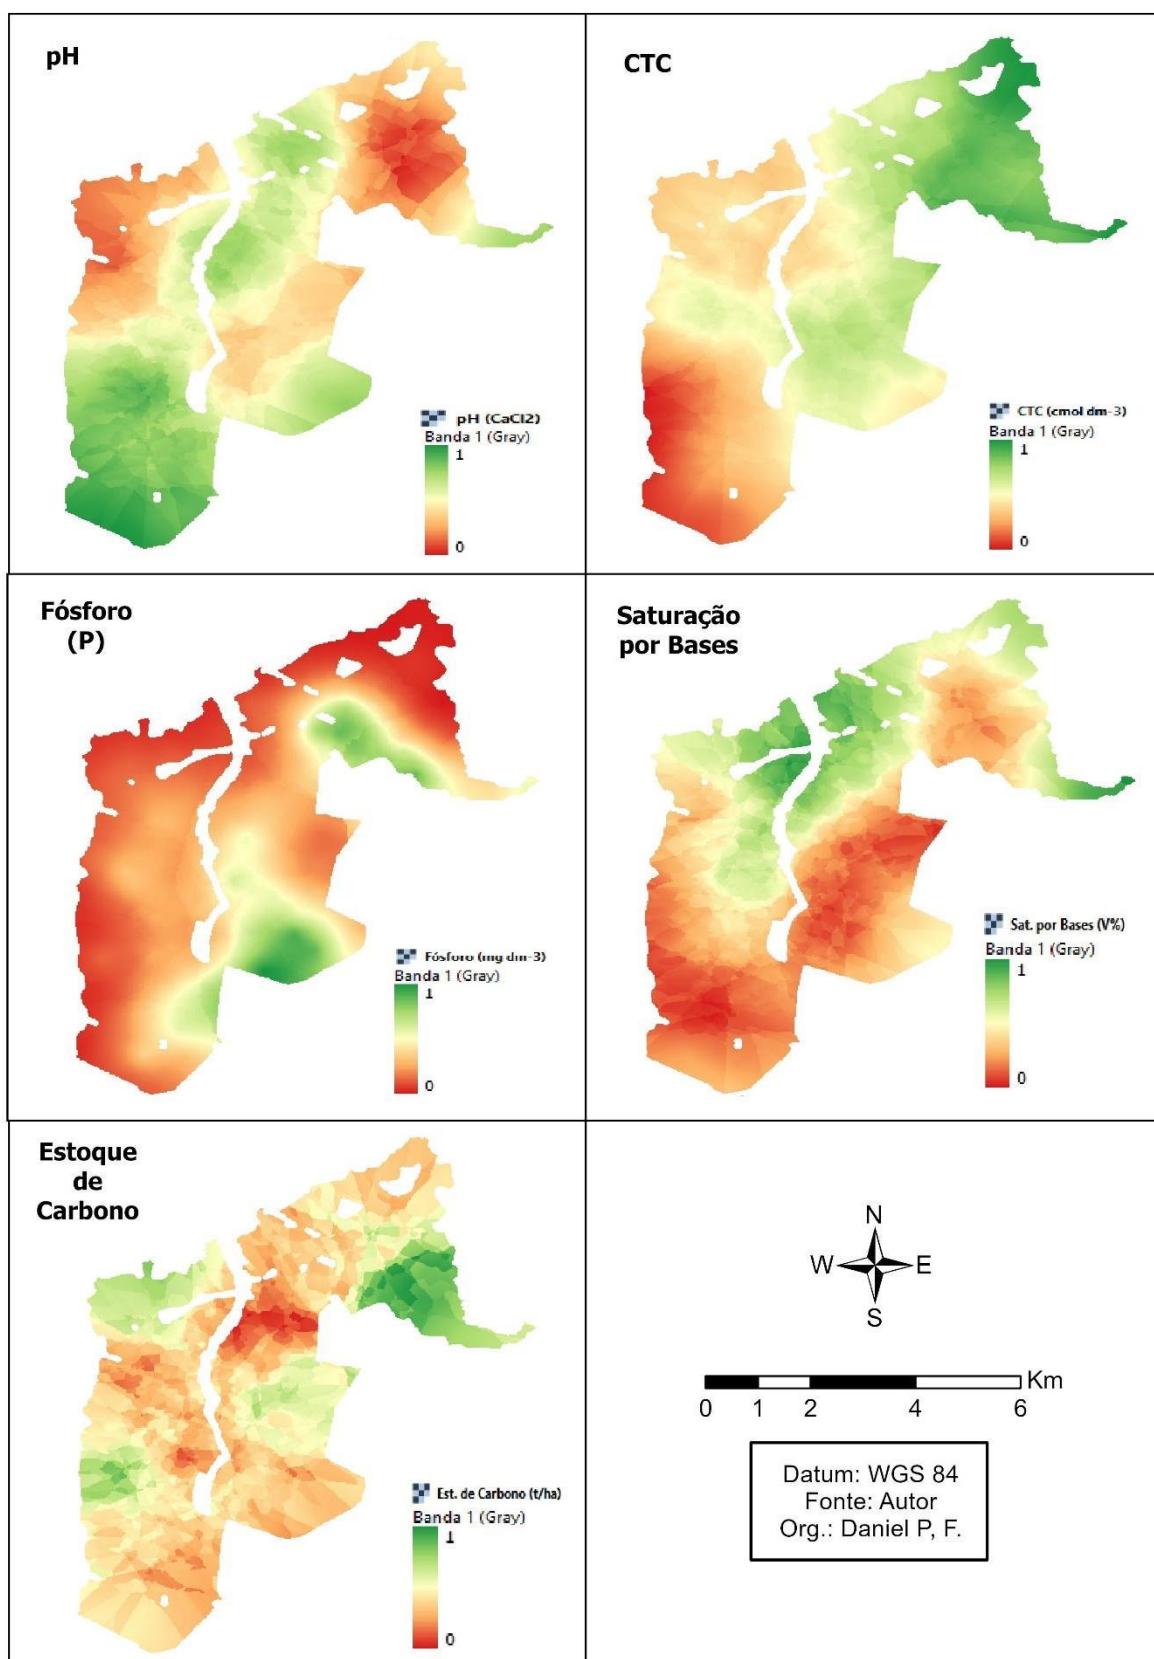 pH
pH (CaCl2)
Banda 1 (Gray)
1
0
CTC
CTC (cmol dm-3)
Banda 1 (Gray)
1
0
Fósforo
(P)
Fósforo (mg dm-3)
Banda 1 (Gray)
1
0
Saturação
por Bases
Sat. por Bases (V%)
Banda 1 (Gray)
1
0
Estoque
de
Carbono
Est. de Carbono (t/ha)
Banda 1 (Gray)
1
0
N
W E
S
Km
0 1 2 4 6
Datum: WGS 84
Fonte: Autor
Org.: Daniel P, F.